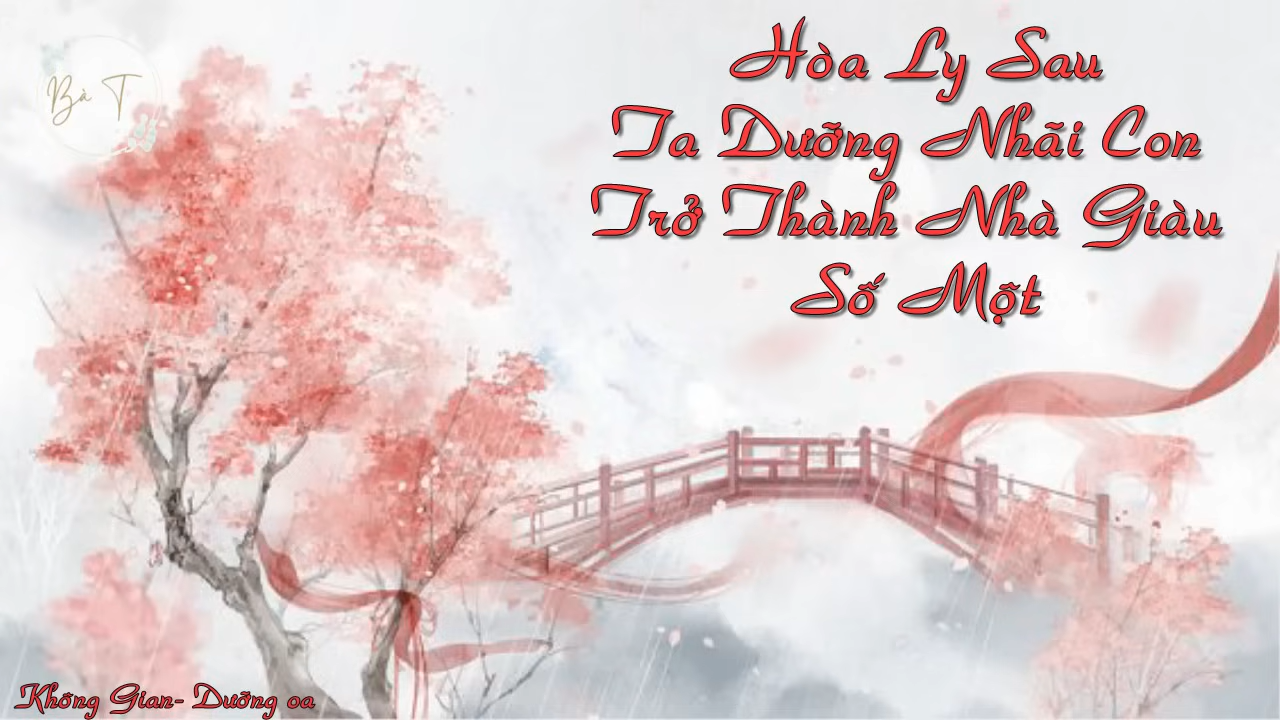 Bà T
Hòa Ly Sau
Ta Dưỡng Nhãi Con
Trở Thành Nhà Giàu
Số Một
Không Gian- Dưỡng oa